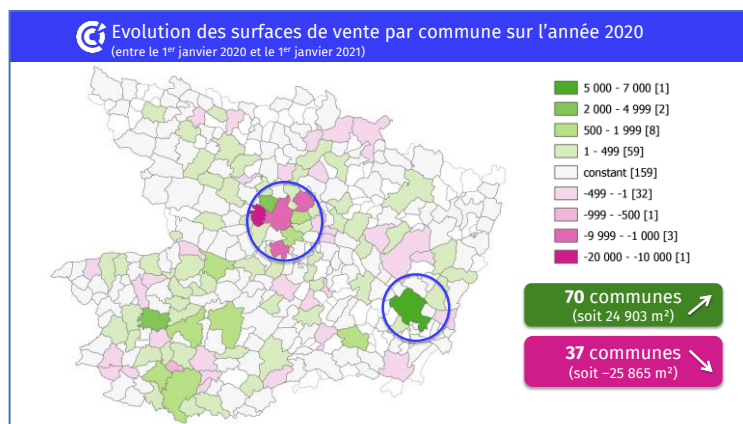 Evolution des surfaces de vente par commune sur l'année 2020
(entre le 1er janvier 2020 et le 1er janvier 2021)
5 000 - 7 000 [1]
2 000 - 4 999 [2]
500 - 1 999 [8]
1 - 499 [59]
constant [159]
-499 - -1 [32]
-999 - -500 [1]
-9 999 - -1 000 [3]
-20 000 - -10 000 [1]
70 communes
(soit 24 903 m²)
37 communes
(soit –25 865 m²)